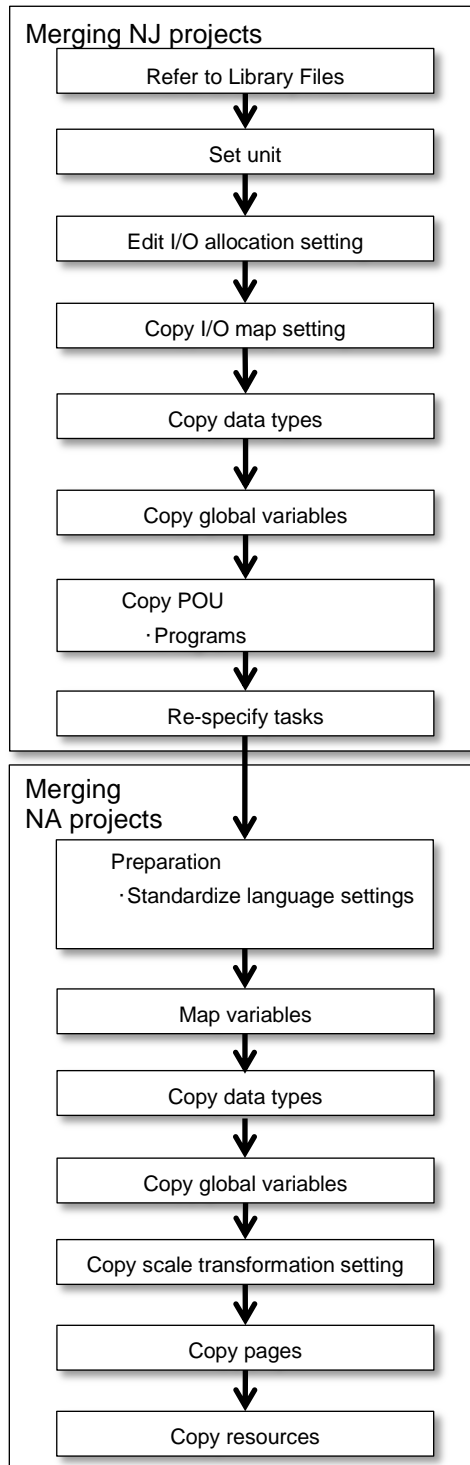 Merging NJ projects
Refer to Library Files
Set unit
Edit I/O allocation setting
Copy I/O map setting
Copy data types
Copy global variables
Copy POU
・Programs
Re-specify tasks
Merging
NA projects
Preparation
・Standardize language settings
Map variables
Copy data types
Copy global variables
Copy scale transformation setting
Copy pages
Copy resources